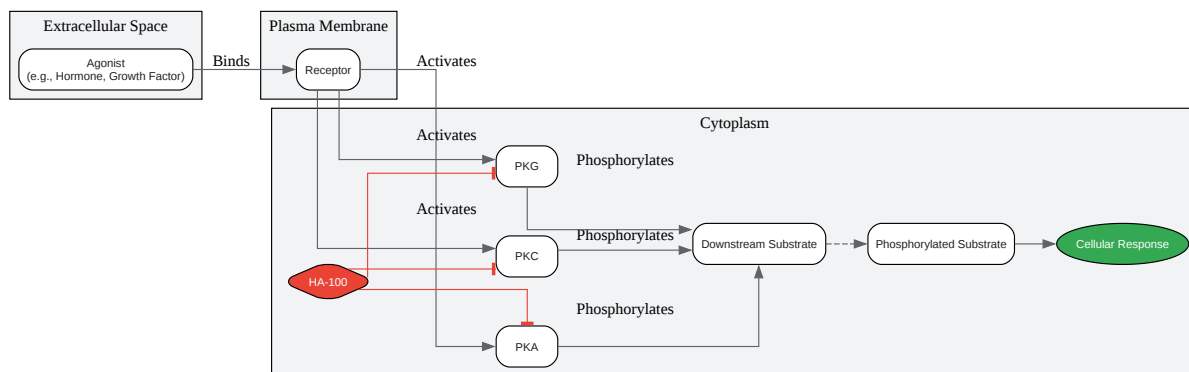 Extracellular Space
Plasma Membrane
Agonist
(e.g., Hormone, Growth Factor)
Binds
Receptor
Activates
Cytoplasm
Activates
PKG
Phosphorylates
Activates
PKC
Phosphorylates
Downstream Substrate
Phosphorylated Substrate
Cellular Response
HA-100
Phosphorylates
PKA